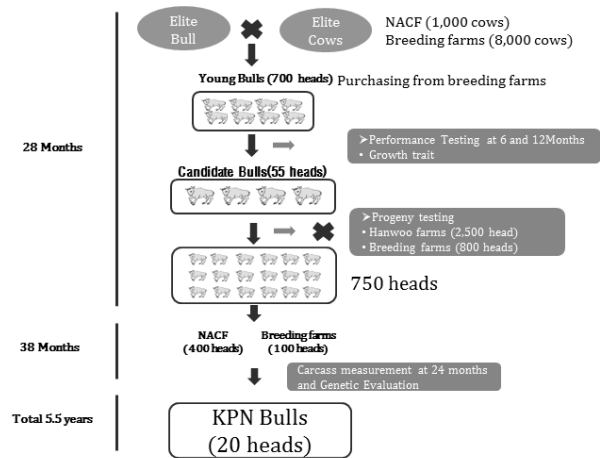 Elite
Bull
Elite
Cows
NACF (1,000 cows)
Breeding farms (8,000 cows)
Young Bulls (700 heads)
Purchasing from breeding farms
28 Months
➢Performance Testing at 6 and 12Months
• Growth trait
Candidate Bulls(55 heads)
➢Progeny testing
• Hanwoo farms (2,500 head)
• Breeding farms (800 heads)
750 heads
38 Months
NACF
(400 heads)
Breeding farms
(100 heads)
Carcass measurement at 24 months
and Genetic Evaluation
Total 5.5 years
KPN Bulls
(20 heads)